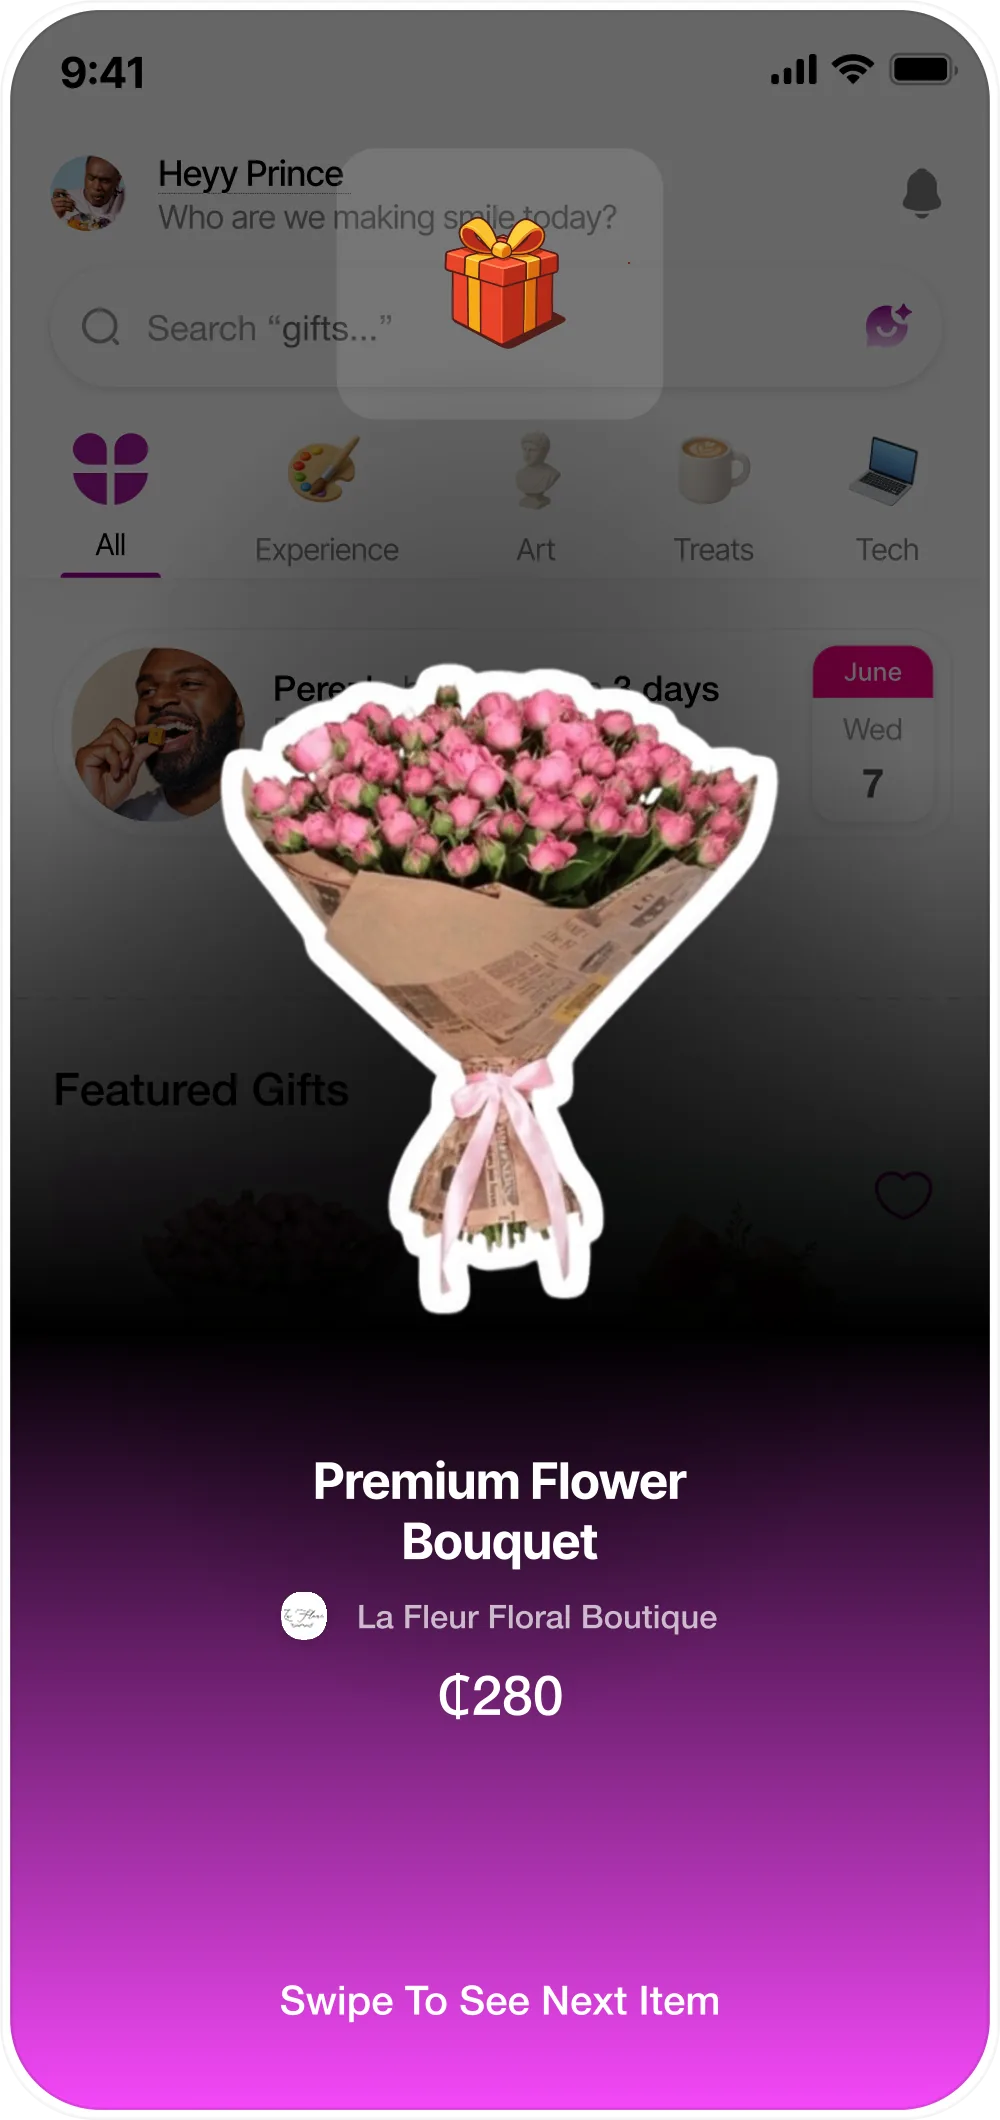 9:41
Heyy Prince
Who are we making smile today?
Search “gifts...”
All
Experience
Art
Treats
Tech
days
June
Wed
7
Featured Gifts
Premium Flower
Bouquet
La Fleur Floral Boutique
₵280
Swipe To See Next Item